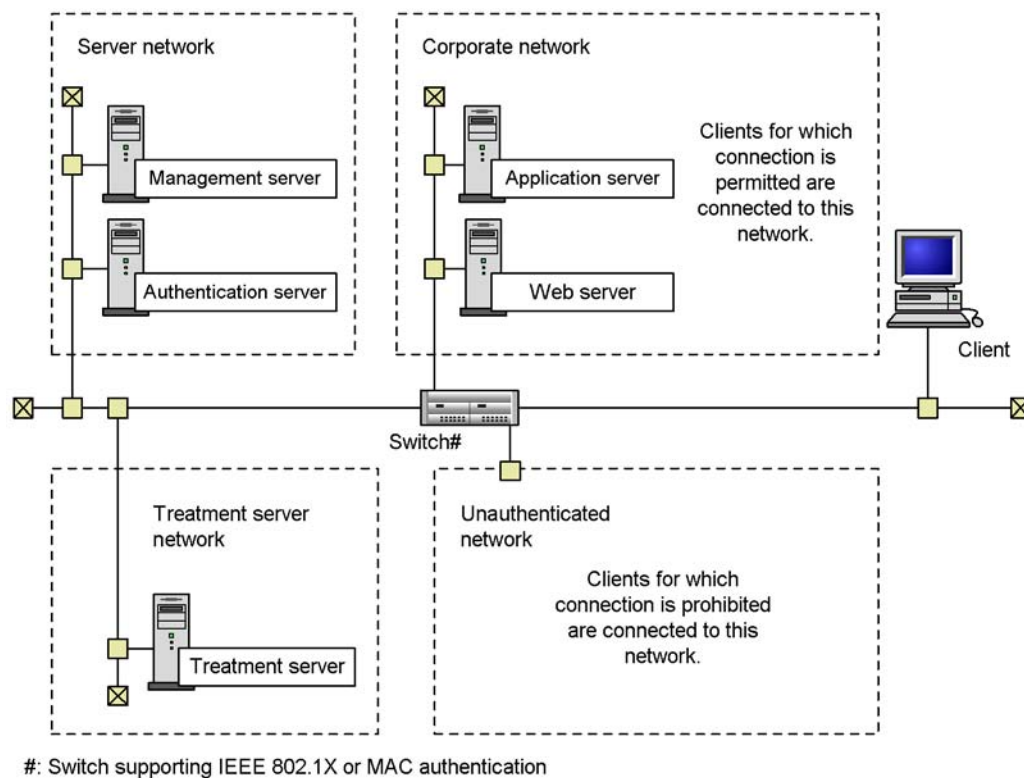 Server network
Management server
Authentication server
Corporate network
Application server
Web server
Clients for which
connection is
permitted are
connected to this
network.
Client
Switch#
Treatment server
network
Treatment server
Unauthenticated
network
Clients for which
connection is prohibited
are connected to this
network.
#: Switch supporting IEEE 802.1X or MAC authentication